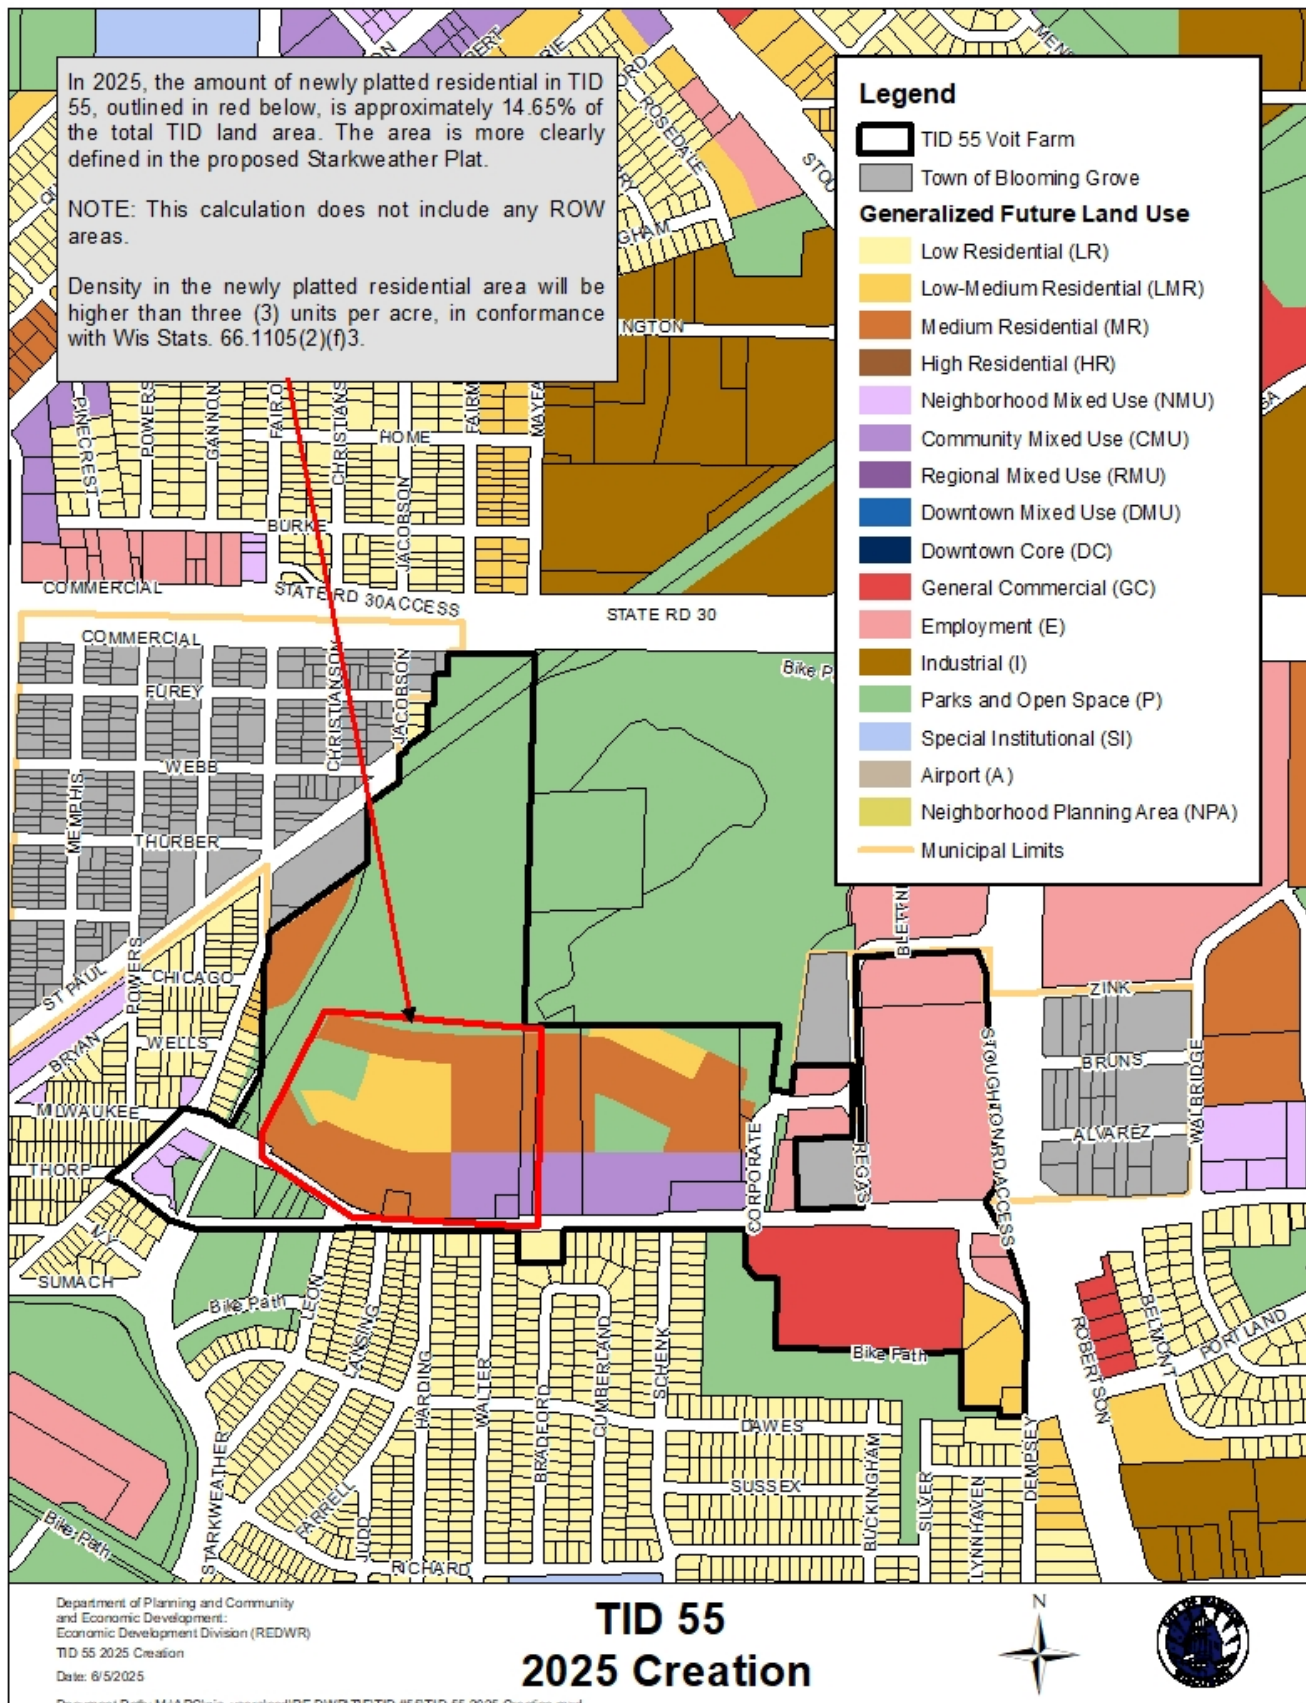 In 2025, the amount of newly platted residential in TID
55, outlined in red below, is approximately 14.65% of
the total TID land area. The area is more clearly
defined in the proposed Starkweather Plat.
NOTE: This calculation does not include any ROW
areas.
Density in the newly platted residential area will be
higher than three (3) units per acre, in conformance
with Wis Stats. 66.1105(2)(f)3.
Legend
TID 55 Voit Farm
Town of Blooming Grove
Generalized Future Land Use
Low Residential (LR)
Low-Medium Residential (LMR)
Medium Residential (MR)
High Residential (HR)
Neighborhood Mixed Use (NMU)
Community Mixed Use (CMU)
Regional Mixed Use (RMU)
Downtown Mixed Use (DMU)
Downtown Core (DC)
General Commercial (GC)
Employment (E)
Industrial (I)
Parks and Open Space (P)
Special Institutional (SI)
Airport (A)
Neighborhood Planning Area (NPA)
Municipal Limits
ROSEDALE
GHAM
NGTON
PINECREST
POWERS
GANNON
CHRISTIANS
HOME
JACOBSON
FAIRM
MAYFA
BURKE
COMMERCIAL
STATE RD 30 ACCESS
STATE RD 30
COMMERCIAL
FUREY
CHRISTIANSON
JACOBSON
WEBB
MEMPHIS
THURBER
Bike P
ST PAUL
POWERS
CHICAGO
BRYAN
WELLS
MILWAUKEE
THORP
IVY
SUMACH
Bike Path
LEON
LANSING
HARDING
WALTER
BRADFORD
CUMBERLAND
SCHENK
CORPORATE
REGAS
STOUGHTON RD ACCESS
ZINK
BRUNS
ALVAREZ
WALBRIDGE
Bike Path
ROBERTSON
BELMONT
PORTLAND
DAWES
SUSSEX
BUCKINGHAM
SILVER
LYNNHAVEN
DEMPSEY
STARKWEATHER
FARRELL
JUDD
RICHARD
Bike Path
Department of Planning and Community
and Economic Development:
Economic Development Division (REDWR)
TID 55 2025 Creation
Date: 6/5/2025
TID 55
2025 Creation
N